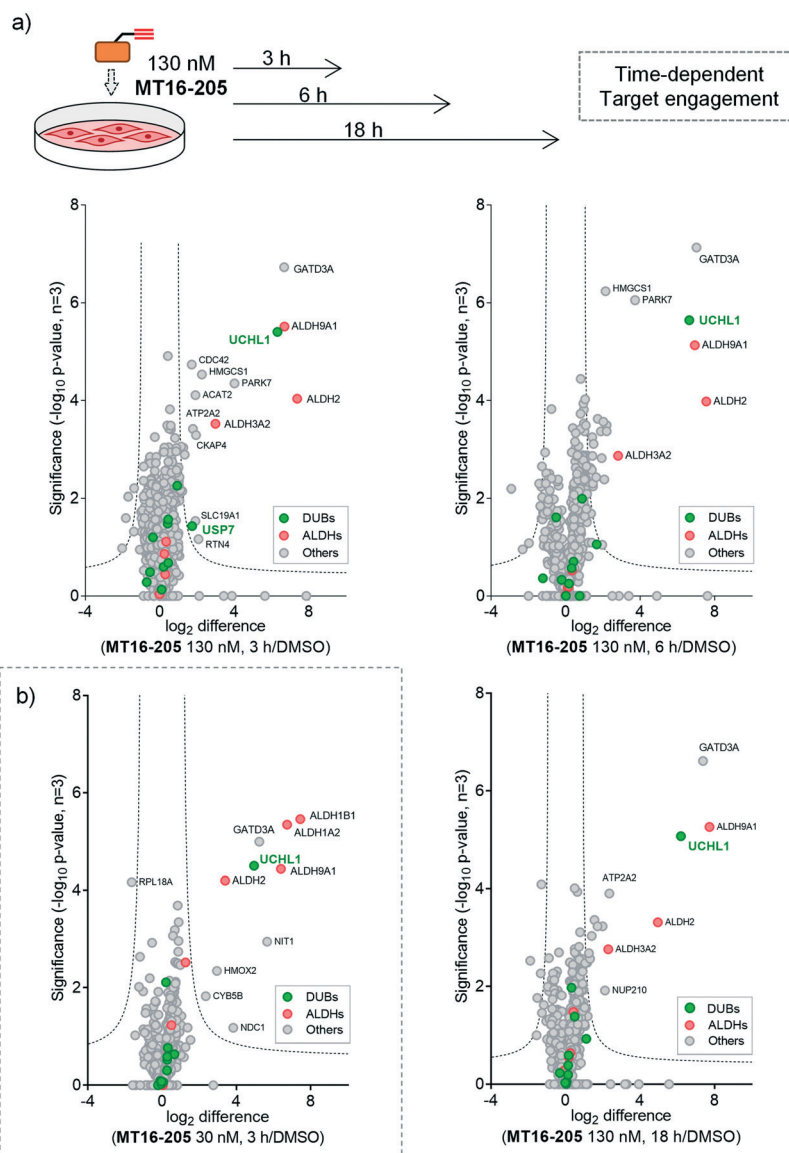 a)
130 nM
MT16-205
3 h
6 h
18 h
Time-dependent
Target engagement
Significance (-log10 p-value, n=3)
8
6
4
2
0
-4
0
4
8
GATD3A
ALDH9A1
UCHL1
CDC42
HMGCS1
PARK7
ACAT2
ALDH2
ATP2A2
ALDH3A2
CKAP4
SLC19A1
USP7
RTN4
DUBs
ALDHs
Others
log2 difference
(MT16-205 130 nM, 3 h/DMSO)
Significance (-log10 p-value, n=3)
8
6
4
2
0
-4
0
4
8
GATD3A
HMGCS1
PARK7
UCHL1
ALDH9A1
ALDH2
ALDH3A2
DUBs
ALDHs
Others
log2 difference
(MT16-205 130 nM, 6 h/DMSO)
b)
Significance (-log10 p-value, n=3)
8
6
4
2
0
-4
0
4
8
ALDH1B1
GATD3A
ALDH1A2
UCHL1
RPL18A
ALDH2
ALDH9A1
NIT1
HMOX2
CYB5B
NDC1
DUBs
ALDHs
Others
log2 difference
(MT16-205 30 nM, 3 h/DMSO)
Significance (-log10 p-value, n=3)
8
6
4
2
0
-4
0
4
8
GATD3A
ALDH9A1
UCHL1
ATP2A2
ALDH2
ALDH3A2
NUP210
DUBs
ALDHs
Others
log2 difference
(MT16-205 130 nM, 18 h/DMSO)